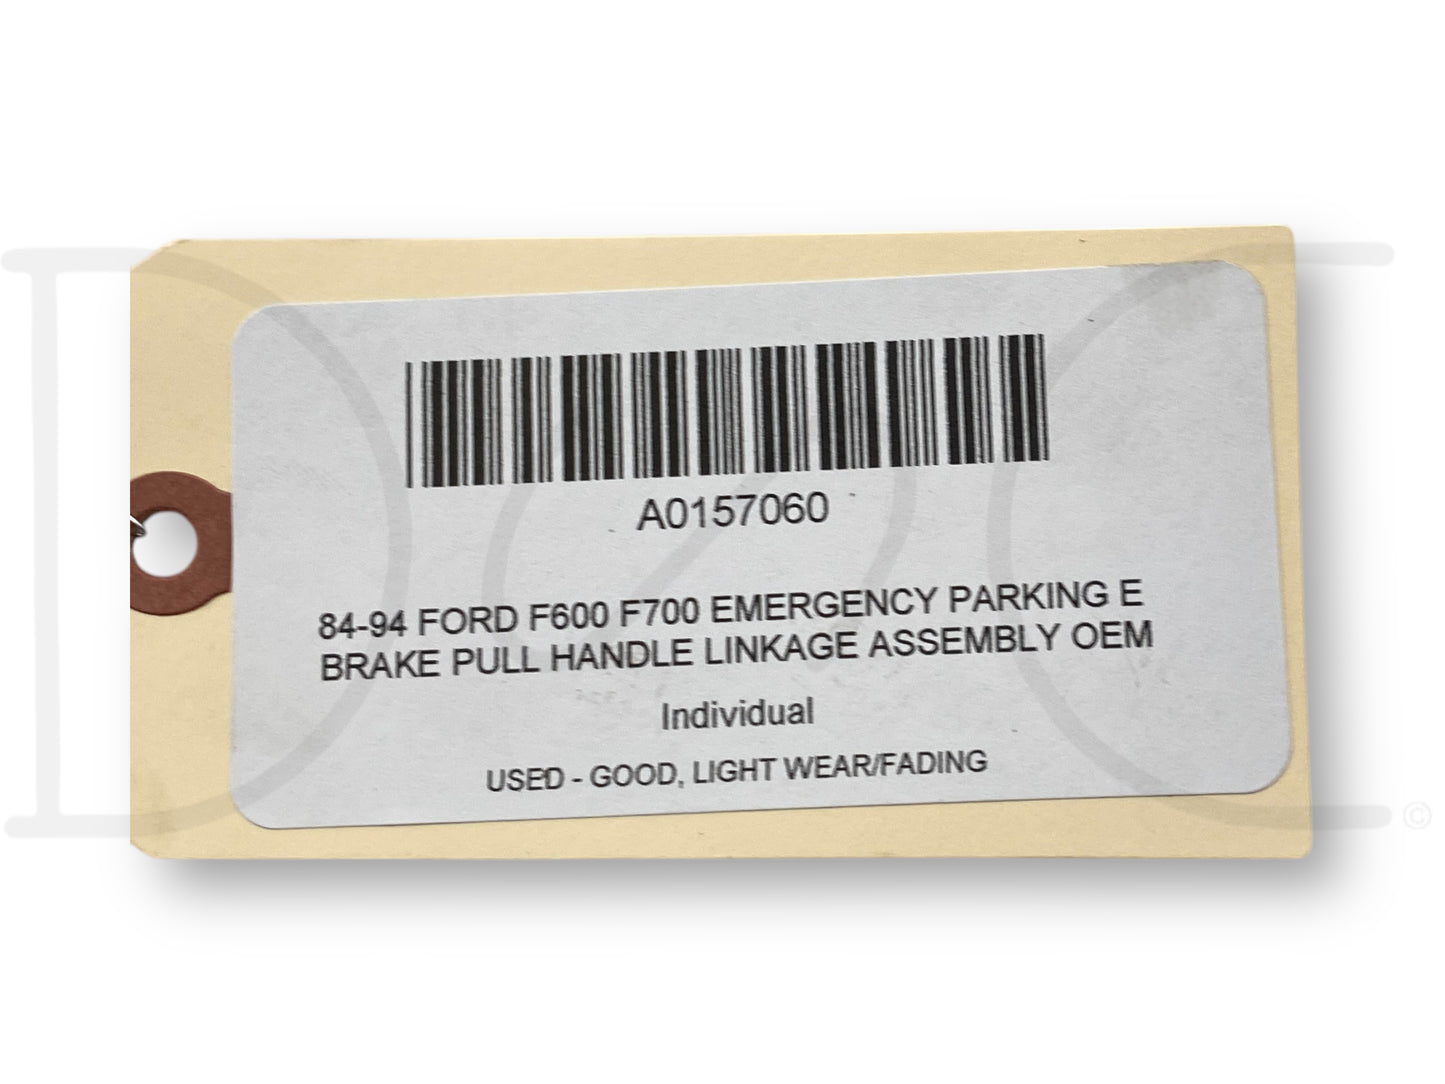 A0157060
84-94 FORD F600 F700 EMERGENCY PARKING E
BRAKE PULL HANDLE LINKAGE ASSEMBLY OEM
Individual
USED - GOOD, LIGHT WEAR/FADING
©